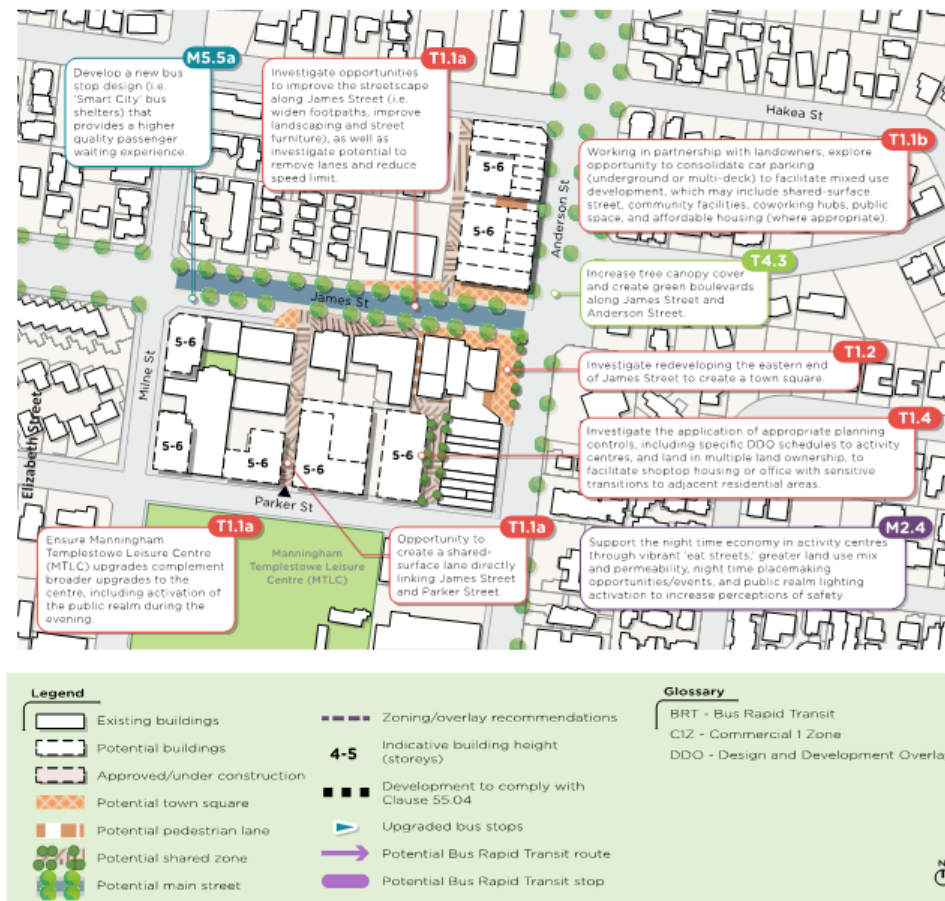 M5.5a
Develop a new bus
stop design (i.e.
'Smart City' bus
shelters) that
provides a higher
quality passenger
waiting experience.
T1.1a
Investigate opportunities
to improve the streetscape
along James Street (i.e.
widen footpaths, improve
landscaping and street
furniture), as well as
investigate potential to
remove lanes and reduce
speed limit.
Hakea St
T1.1b
Working in partnership with landowners, explore
opportunity to consolidate car parking
(underground or multi-deck) to facilitate mixed use
development, which may include shared-surface
street, community facilities, coworking hubs, public
space, and affordable housing (where appropriate).
5-6
5-6
Anderson St
T4.3
Increase tree canopy cover
and create green boulevards
along James Street and
Anderson Street.
James St
T1.2
Investigate redeveloping the eastern end
of James Street to create a town square.
5-6
Milne St
Elizabeth Street
T1.4
Investigate the application of appropriate planning
controls, including specific DDO schedules to activity
centres, and land in multiple land ownership, to
facilitate shoptop housing or office with sensitive
transitions to adjacent residential areas.
5-6
5-6
5-6
5-6
Parker St
T1.1a
Ensure Manningham
Templestowe Leisure Centre
(MTLC) upgrades complement
broader upgrades to the
centre, including activation of
the public realm during the
evening.
Manningham
Templestowe Leisure
Centre (MTLC)
T1.1a
Opportunity to
create a shared-
surface lane directly
linking James Street
and Parker Street.
M2.4
Support the night time economy in activity centres
through vibrant 'eat streets,' greater land use mix
and permeability, night time placemaking
opportunities/events, and public realm lighting
activation to increase perceptions of safety.
Legend
Existing buildings
Potential buildings
Approved/under construction
Potential town square
Potential pedestrian lane
Potential shared zone
Potential main street
Zoning/overlay recommendations
4-5
Indicative building height
(storeys)
Development to comply with
Clause 55.04
Upgraded bus stops
Potential Bus Rapid Transit route
Potential Bus Rapid Transit stop
Glossary
BRT - Bus Rapid Transit
C1Z - Commercial 1 Zone
DDO - Design and Development Overla
N